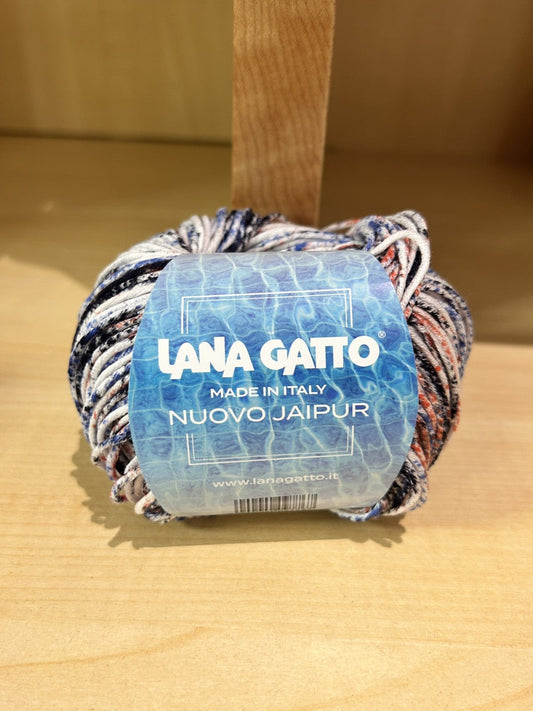 LANA GATTO®
MADE IN ITALY
NUOVO JAIPUR
www.lanagatto.it